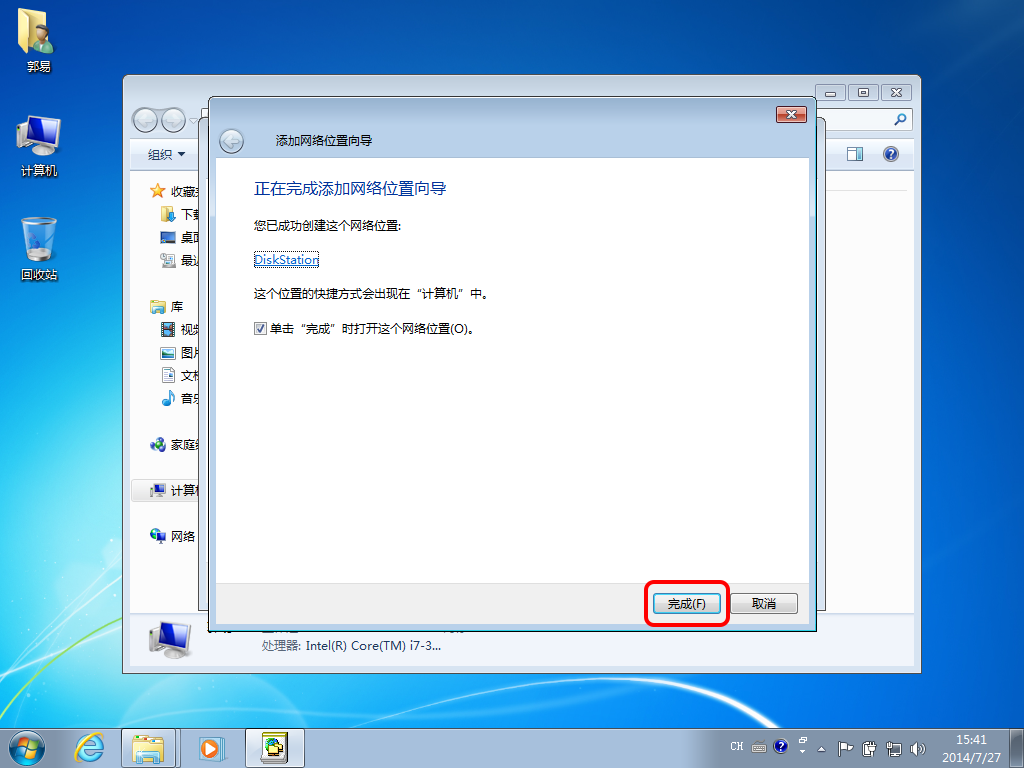 郭易
计算机
回收站
添加网络位置向导
组织
正在完成添加网络位置向导
您已成功创建这个网络位置:
DiskStation
这个位置的快捷方式会出现在“计算机”中。
单击“完成”时打开这个网络位置(O)。
收藏
下载
桌面
最近
库
视频
图片
文档
音乐
家庭组
计算机
网络
完成(F)
取消
处理器: Intel(R) Core(TM) i7-3...
CH
15:41
2014/7/27